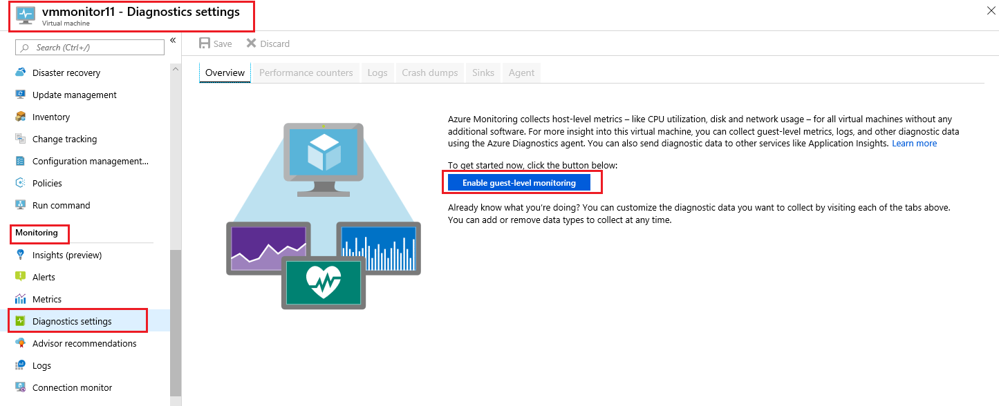 vmmonitor11 - Diagnostics settings
Virtual machine
Search (Ctrl+/)
«
Disaster recovery
Update management
Inventory
Change tracking
Configuration management...
Policies
Run command
Monitoring
Insights (preview)
Alerts
Metrics
Diagnostics settings
Advisor recommendations
Logs
Connection monitor
Save Discard
Overview Performance counters Logs Crash dumps Sinks Agent
Azure Monitoring collects host-level metrics – like CPU utilization, disk and network usage – for all virtual machines without any
additional software. For more insight into this virtual machine, you can collect guest-level metrics, logs, and other diagnostic data
using the Azure Diagnostics agent. You can also send diagnostic data to other services like Application Insights. Learn more
To get started now, click the button below:
Enable guest-level monitoring
Already know what you're doing? You can customize the diagnostic data you want to collect by visiting each of the tabs above.
You can add or remove data types to collect at any time.